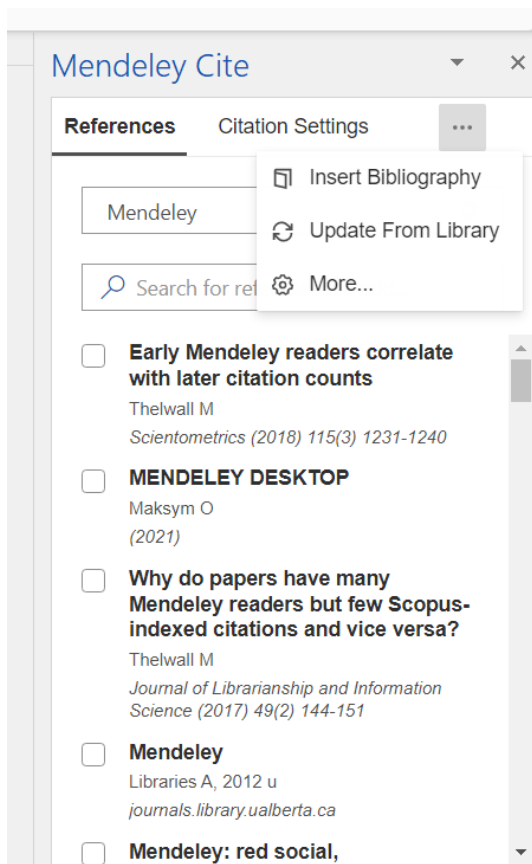 Mendeley Cite
References Citation Settings
Insert Bibliography
Update From Library
More...
Mendeley
Search for ref
Early Mendeley readers correlate
with later citation counts
Thelwall M
Scientometrics (2018) 115(3) 1231-1240
MENDELEY DESKTOP
Maksym O
(2021)
Why do papers have many
Mendeley readers but few Scopus-
indexed citations and vice versa?
Thelwall M
Journal of Librarianship and Information
Science (2017) 49(2) 144-151
Mendeley
Libraries A, 2012 u
journals.library.ualberta.ca
Mendeley: red social,